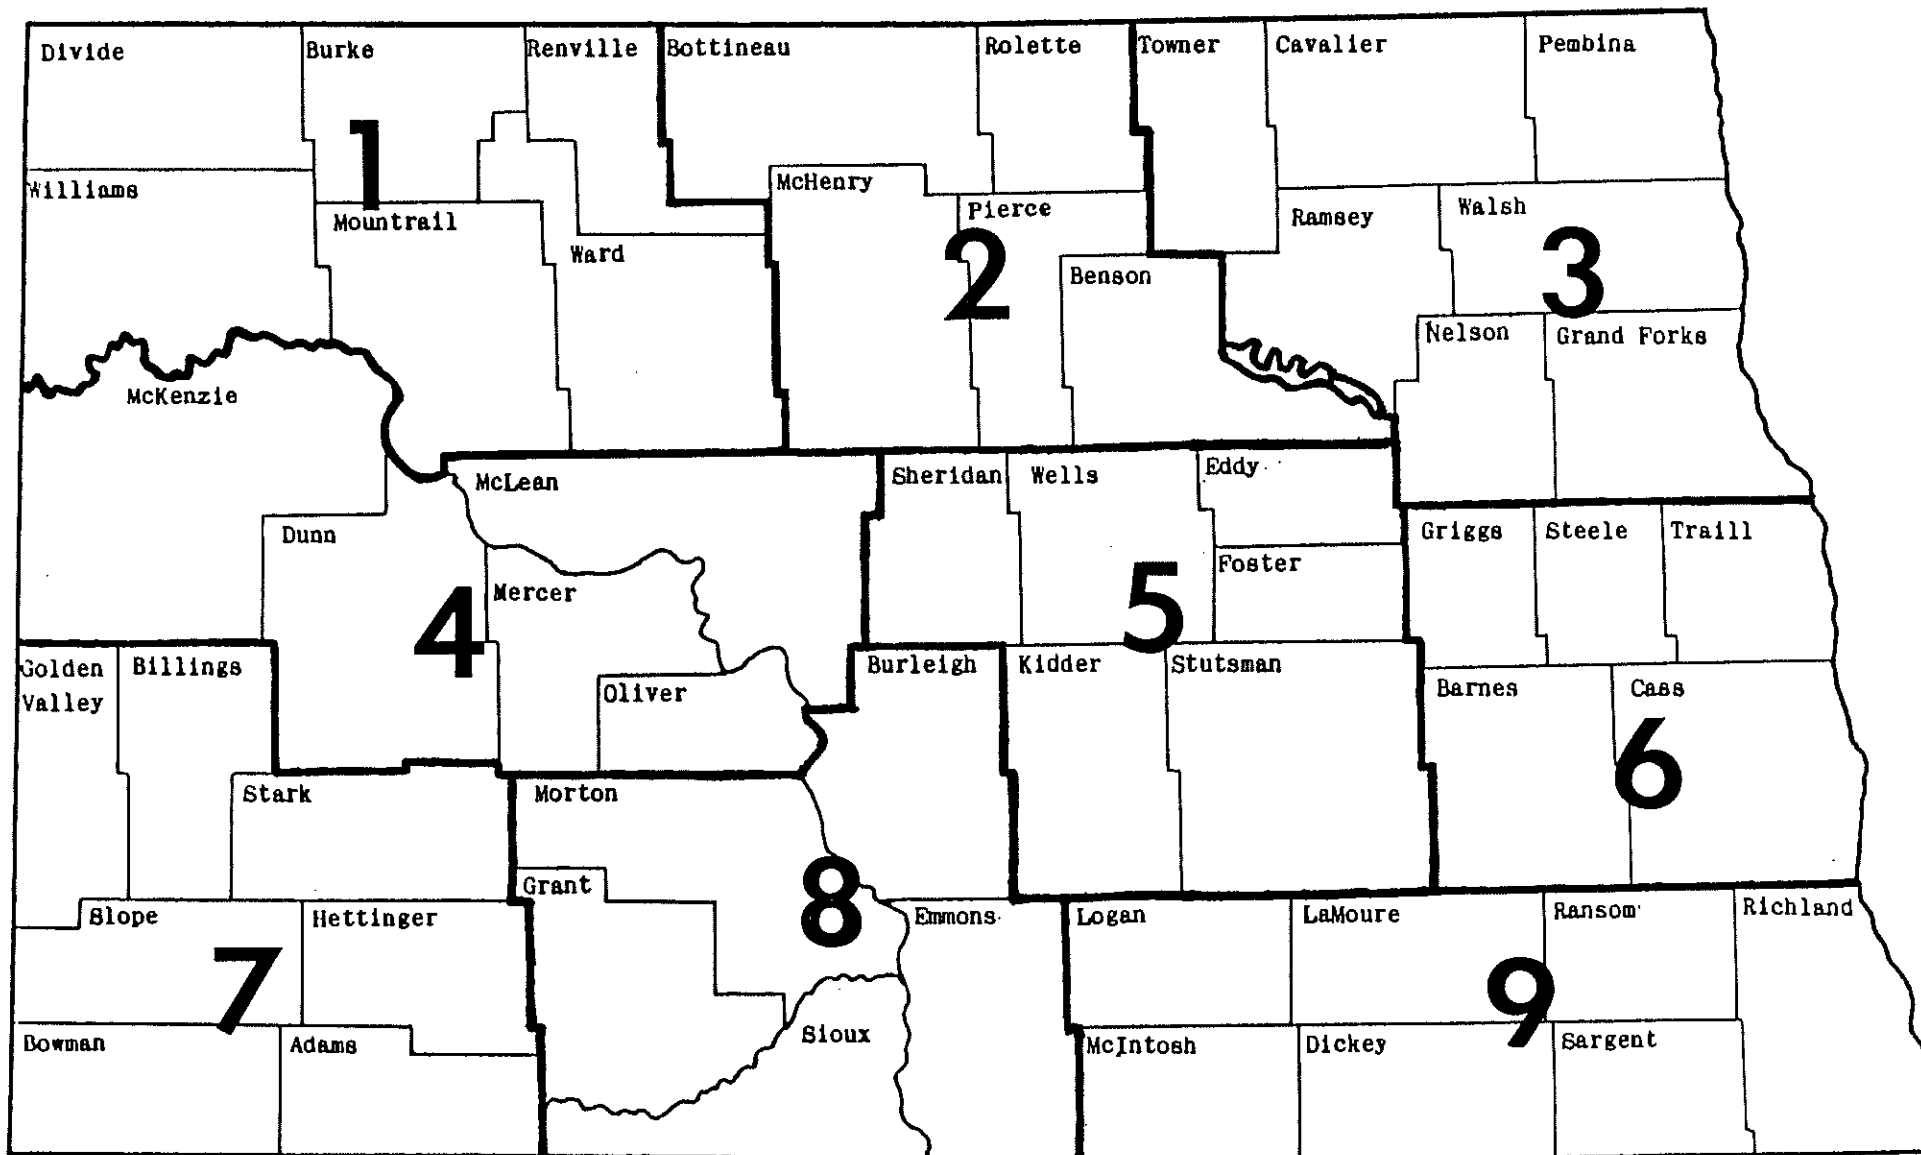 Divide
Burke
Renville
Bottineau
Rolette
Towner
Cavalier
Pembina
1
Williams
Mountrail
Ward
McHenry
Pierce
2
Benson
Ramsey
Walsh
3
Nelson
Grand Forks
McKenzie
McLean
Sheridan
Wells
Eddy
Dunn
Mercer
4
Foster
5
Griggs
Steele
Traill
Golden
Valley
Billings
Oliver
Burleigh
Kidder
Stutsman
Barnes
Cass
6
Stark
Morton
Grant
8
Slope
Hettinger
7
Emmons
Logan
LaMoure
Ransom
Richland
9
Bowman
Adams
Sioux
McIntosh
Dickey
Sargent